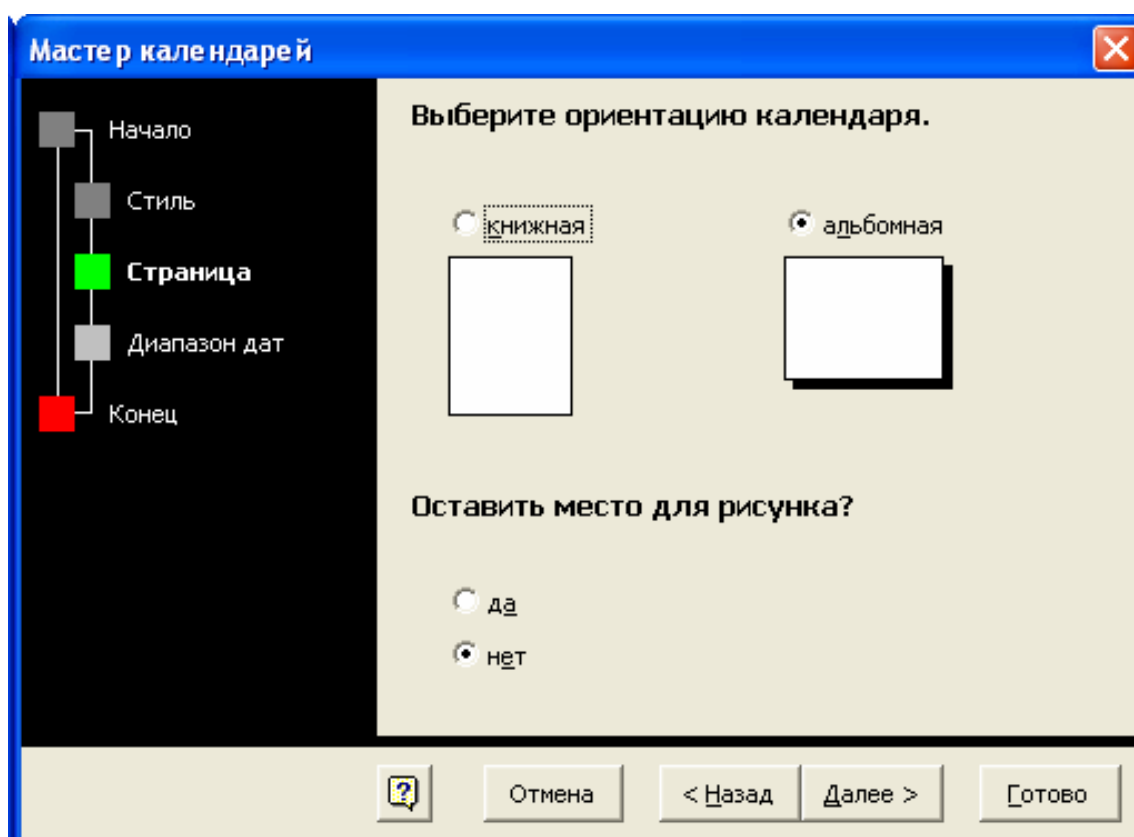 Мастер календарей
Начало
Стиль
Страница
Диапазон дат
Конец
Выберите ориентацию календаря.
книжная
альбомная
Оставить место для рисунка?
да
нет
?
Отмена
< Назад
Далее >
Готово